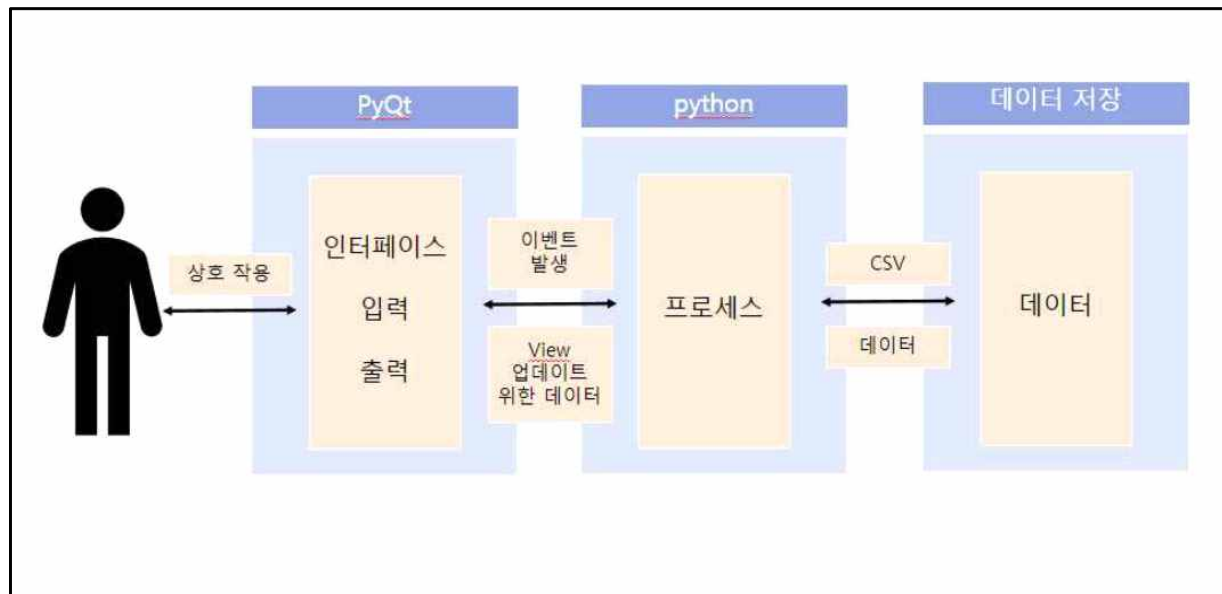 PyQt
python
데이터 저장
상호 작용
인터페이스
입력
출력
이벤트
발생
View
업데이트
위한 데이터
프로세스
CSV
데이터
데이터